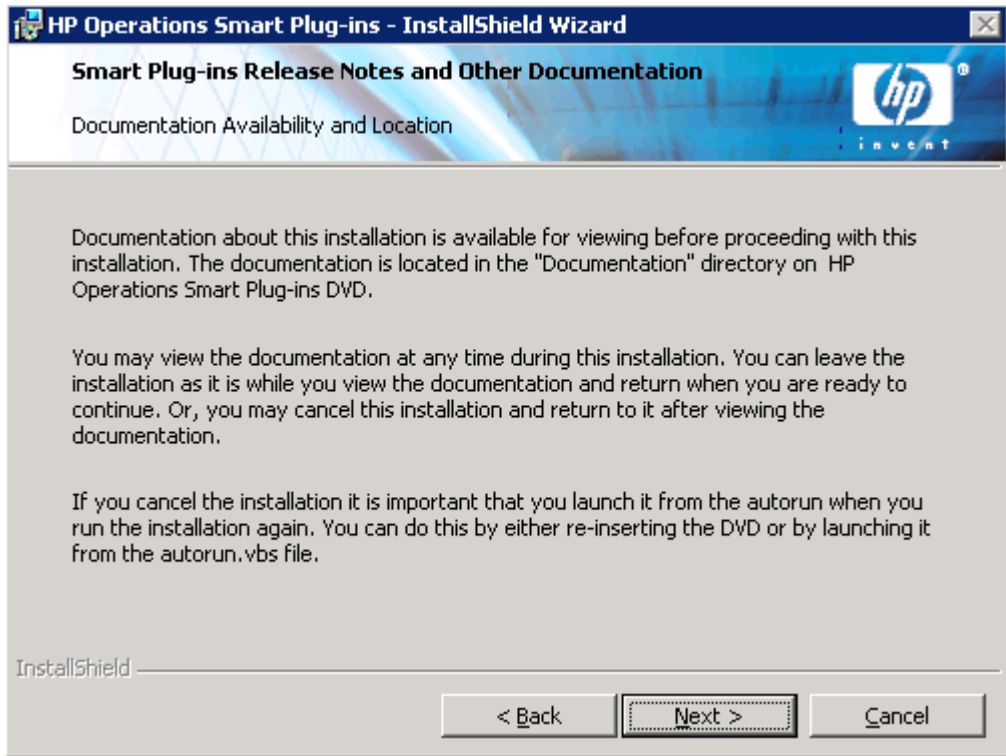 HP Operations Smart Plug-ins - InstallShield Wizard
Smart Plug-ins Release Notes and Other Documentation
Documentation Availability and Location
hp
®
invent
Documentation about this installation is available for viewing before proceeding with this
installation. The documentation is located in the "Documentation" directory on  HP
Operations Smart Plug-ins DVD.
You may view the documentation at any time during this installation. You can leave the
installation as it is while you view the documentation and return when you are ready to
continue. Or, you may cancel this installation and return to it after viewing the
documentation.
If you cancel the installation it is important that you launch it from the autorun when you
run the installation again. You can do this by either re-inserting the DVD or by launching it
from the autorun.vbs file.
InstallShield
< Back
Next >
Cancel